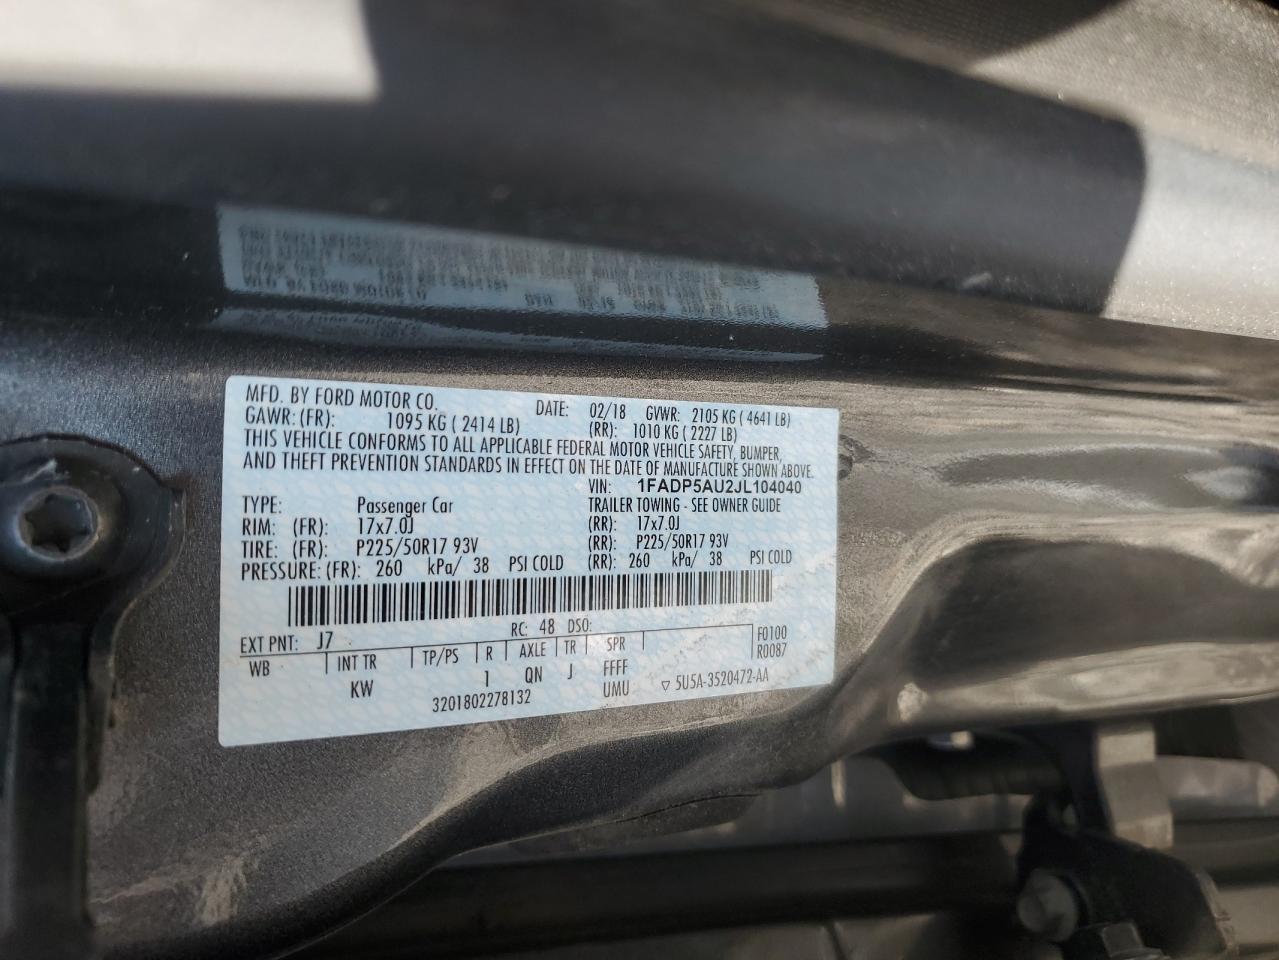 MFD. BY FORD MOTOR CO. DATE: 02/18 GVWR: 2105 KG ( 4641 LB)
GAWR: (FR): 1095 KG ( 2414 LB) (RR): 1010 KG ( 2227 LB)
THIS VEHICLE CONFORMS TO ALL APPLICABLE FEDERAL MOTOR VEHICLE SAFETY, BUMPER,
AND THEFT PREVENTION STANDARDS IN EFFECT ON THE DATE OF MANUFACTURE SHOWN ABOVE.
VIN: 1FADP5AU2JL104040
TYPE: Passenger Car TRAILER TOWING - SEE OWNER GUIDE
RIM: (FR): 17x7.0J (RR): 17x7.0J
TIRE: (FR): P225/50R17 93V (RR): P225/50R17 93V
PRESSURE: (FR): 260 kPa/ 38 PSI COLD (RR): 260 kPa/ 38 PSI COLD
EXT PNT: J7 RC: 48 DSO: F0100
WB INT TR TP/PS R AXLE TR SPR R0087
KW 1 QN J FFFF
3201802278132 UMU ▽ 5U5A-3520472-AA